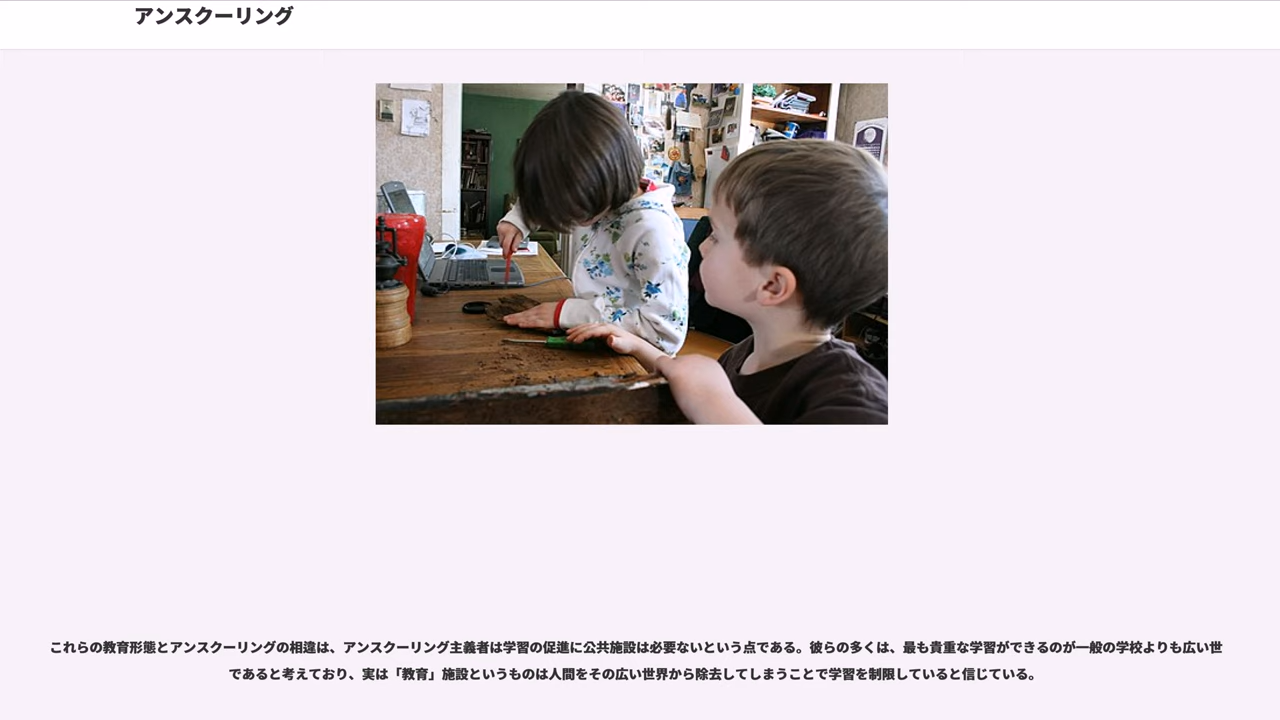 アンスクーリング
これらの教育形態とアンスクーリングの相違は、アンスクーリング主義者は学習の促進に公共施設は必要ないという点である。彼らの多くは、最も貴重な学習ができるのが一般の学校よりも広い世
であると考えており、実は「教育」施設というものは人間をその広い世界から除去してしまうことで学習を制限していると信じている。